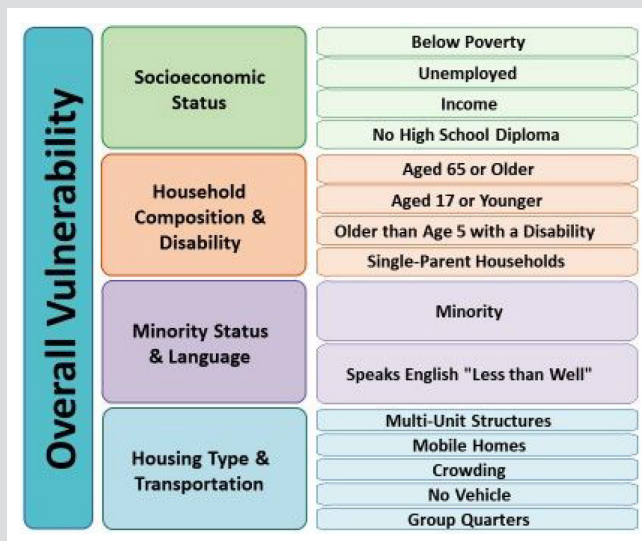 Overall Vulnerability
Socioeconomic
Status
Below Poverty
Unemployed
Income
No High School Diploma
Household
Composition &
Disability
Aged 65 or Older
Aged 17 or Younger
Older than Age 5 with a Disability
Single-Parent Households
Minority Status
& Language
Minority
Speaks English "Less than Well"
Housing Type &
Transportation
Multi-Unit Structures
Mobile Homes
Crowding
No Vehicle
Group Quarters